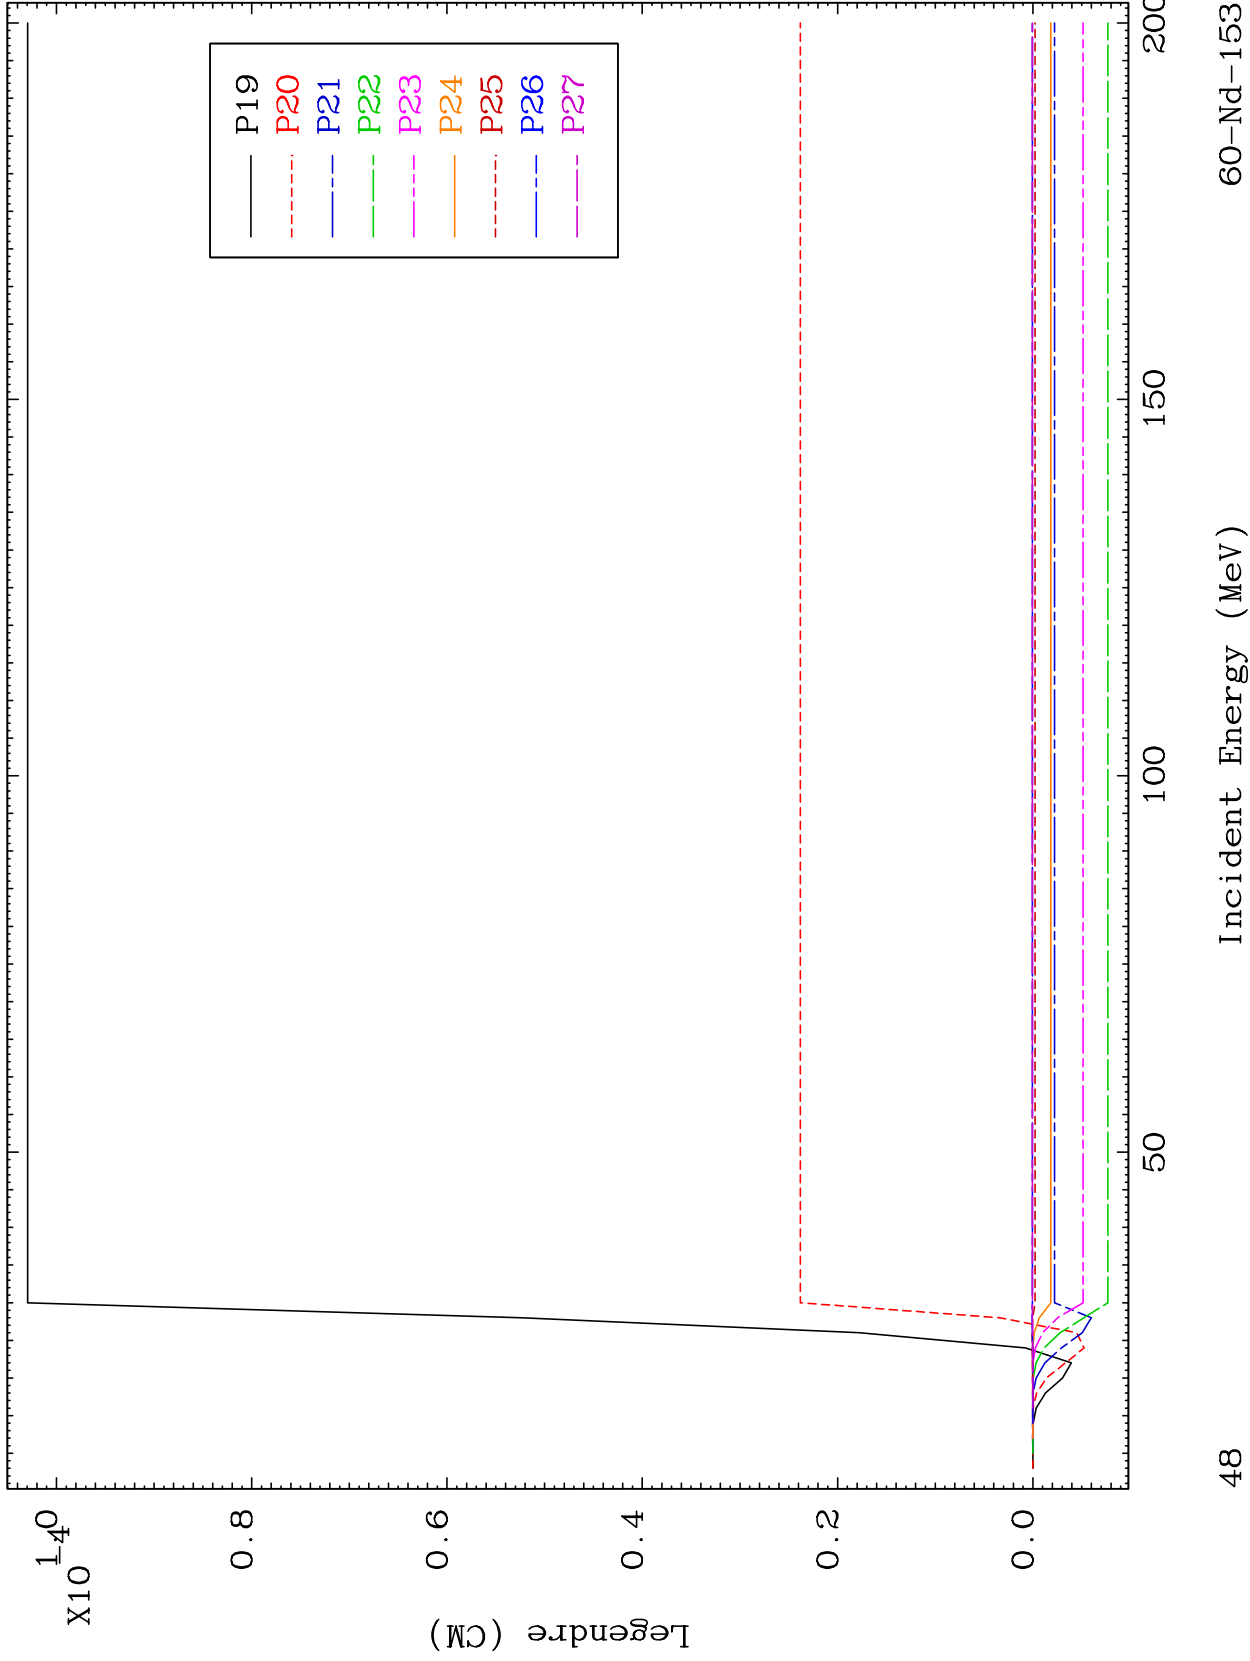 P19
P20
P21
P22
P23
P24
P25
P26
P27
X10
-4
1.0
0.8
0.6
0.4
0.2
0.0
Legendre (CM)
50
100
150
200
Incident Energy (MeV)
48
60-Nd-153